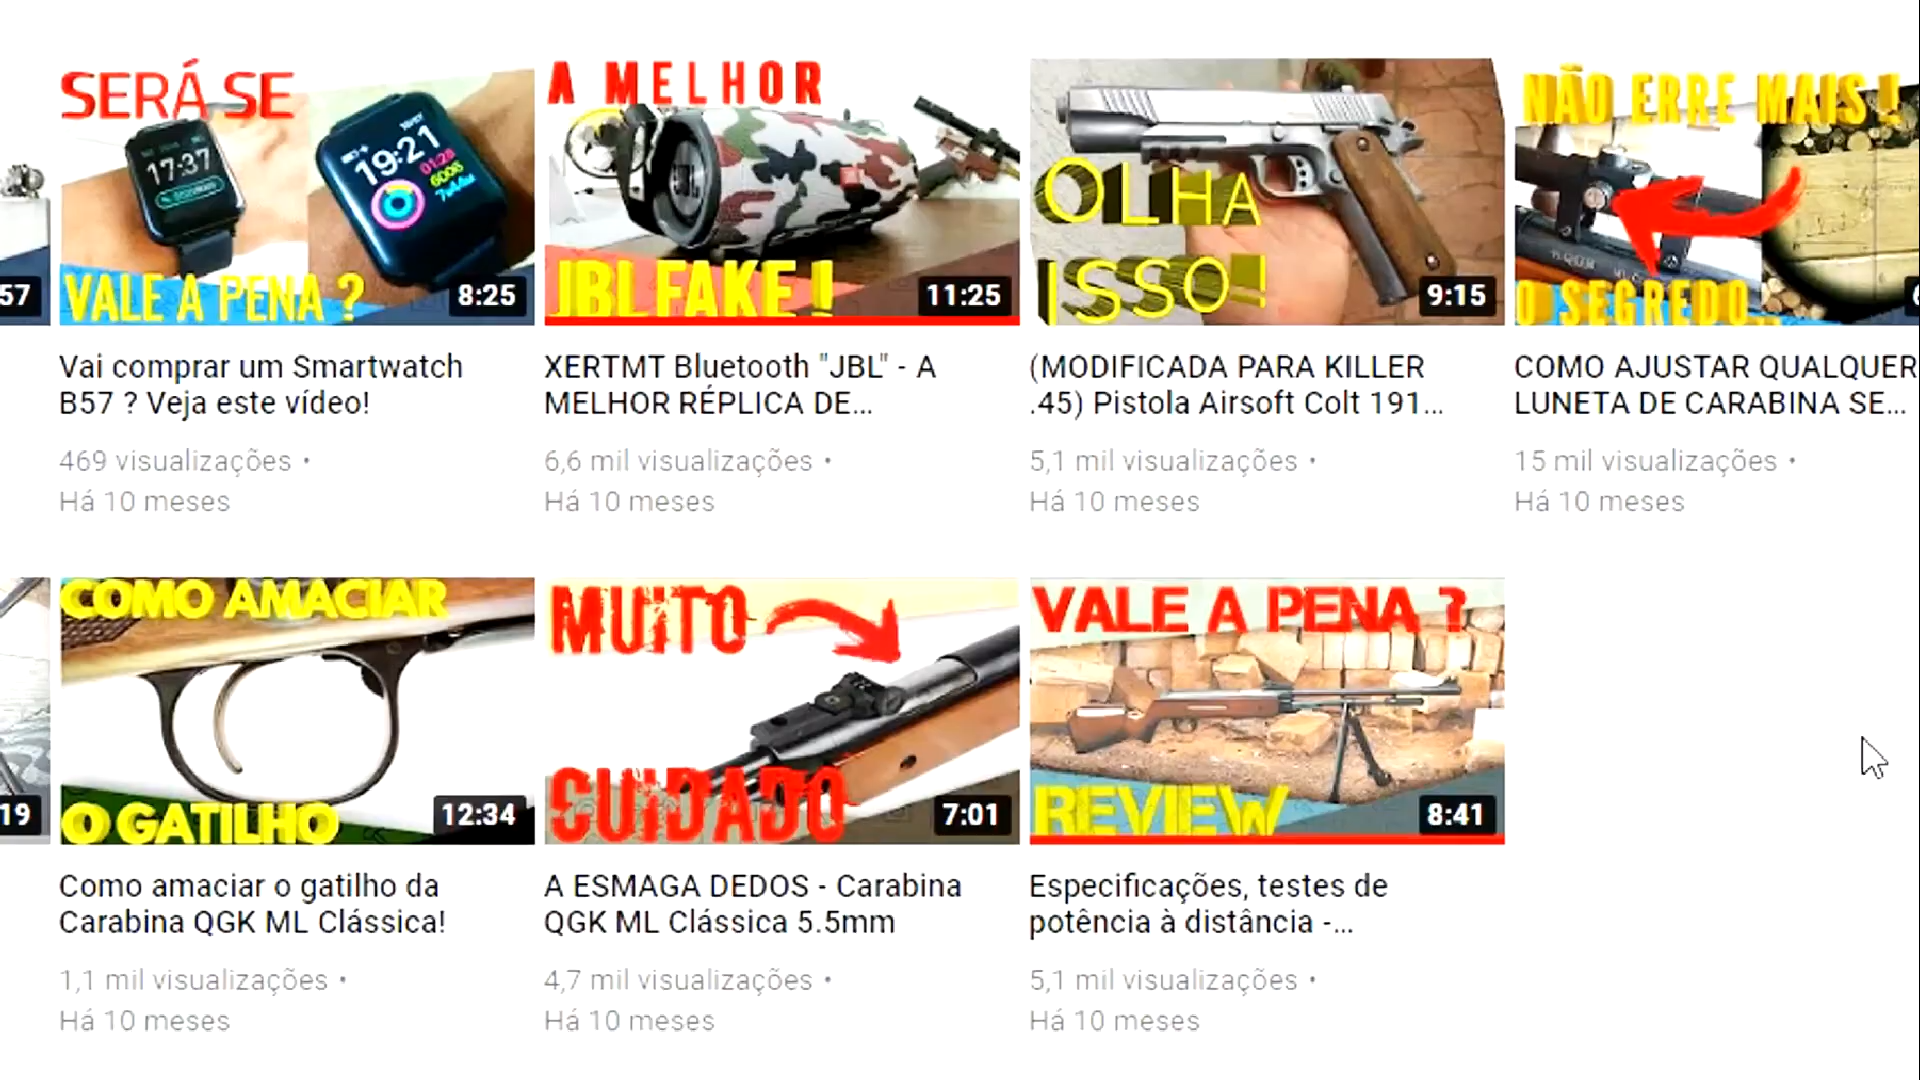 SERÁ SE
17:37
19:21
VALE A PENA ?
57
8:25
A MELHOR
JBL FAKE !
11:25
OLHA
ISSO!
9:15
NÃO ERRE MAIS !
O SEGREDO..
Vai comprar um Smartwatch
B57 ? Veja este vídeo!
469 visualizações •
Há 10 meses
XERTMT Bluetooth "JBL" - A
MELHOR RÉPLICA DE...
6,6 mil visualizações •
Há 10 meses
(MODIFICADA PARA KILLER
.45) Pistola Airsoft Colt 191...
5,1 mil visualizações •
Há 10 meses
COMO AJUSTAR QUALQUER
LUNETA DE CARABINA SE...
15 mil visualizações •
Há 10 meses
19
COMO AMACIAR
O GATILHO
12:34
MUITO
CUIDADO
7:01
VALE A PENA ?
REVIEW
8:41
Como amaciar o gatilho da
Carabina QGK ML Clássica!
1,1 mil visualizações •
Há 10 meses
A ESMAGA DEDOS - Carabina
QGK ML Clássica 5.5mm
4,7 mil visualizações •
Há 10 meses
Especificações, testes de
potência à distância -...
5,1 mil visualizações •
Há 10 meses